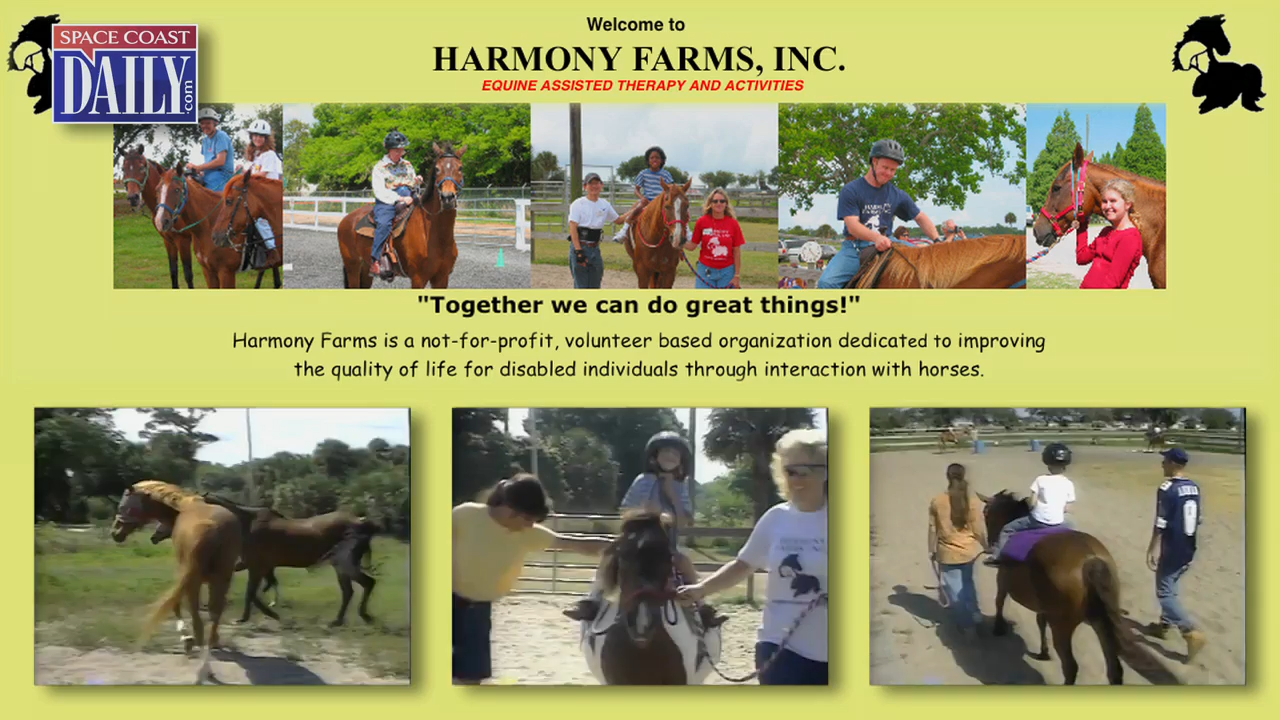 SPACE COAST
DAILY.com
Welcome to
HARMONY FARMS, INC.
EQUINE ASSISTED THERAPY AND ACTIVITIES
"Together we can do great things!"
Harmony Farms is a not-for-profit, volunteer based organization dedicated to improving
the quality of life for disabled individuals through interaction with horses.